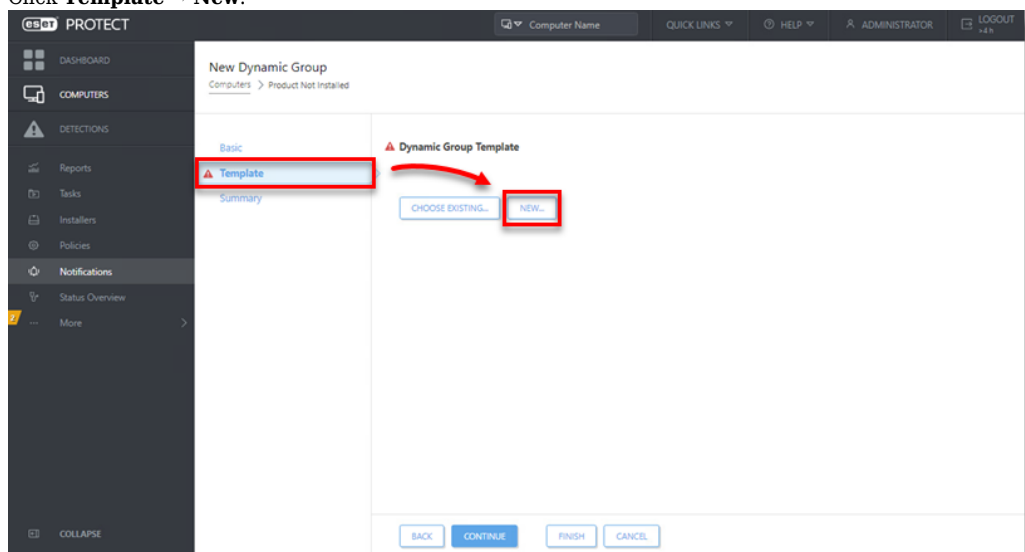 Click Template → New.
eset PROTECT
Computer Name
QUICK LINKS
HELP
ADMINISTRATOR
LOGOUT
>4 h
DASHBOARD
COMPUTERS
DETECTIONS
Reports
Tasks
Installers
Policies
Notifications
Status Overview
More
COLLAPSE
New Dynamic Group
Computers > Product Not Installed
Basic
Template
Summary
Dynamic Group Template
CHOOSE EXISTING...
NEW...
BACK
CONTINUE
FINISH
CANCEL